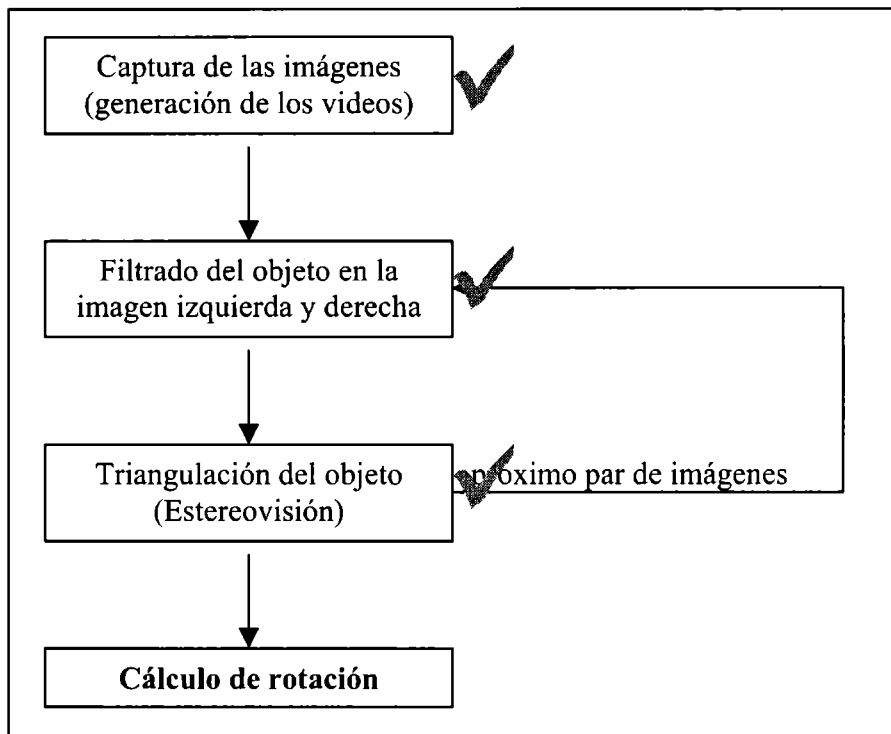 Captura de las imágenes
(generación de los videos)
Filtrado del objeto en la
imagen izquierda y derecha
Triangulación del objeto
(Estereovisión)
próximo par de imágenes
Cálculo de rotación